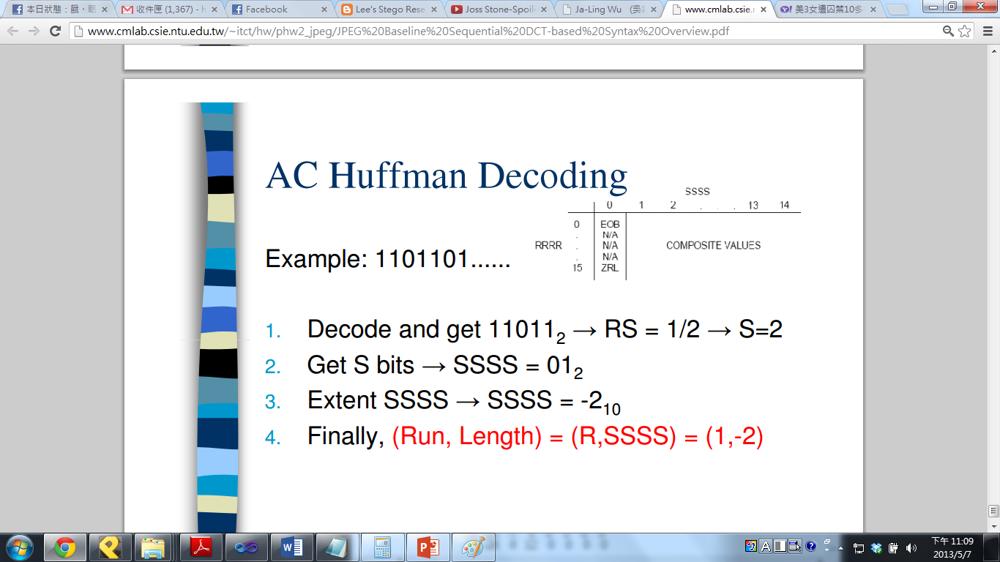 本日狀態：餓、睏
收件匣 (1,367) - h
Facebook
Lee's Stego Rese
Joss Stone-Spoil
Ja-Ling Wu (吳
www.cmlab.csie.
美3女遭囚禁10多
www.cmlab.csie.ntu.edu.tw/~itct/hw/phw2_jpeg/JPEG%20Baseline%20Sequential%20DCT-based%20Syntax%20Overview.pdf
AC Huffman Decoding
SSSS
0 1 2 . . . 13 14
0 EOB
. N/A
RRRR . N/A COMPOSITE VALUES
. N/A
15 ZRL
Example: 1101101......
1. Decode and get 11011₂ → RS = 1/2 → S=2
2. Get S bits → SSSS = 01₂
3. Extent SSSS → SSSS = -2₁₀
4. Finally, (Run, Length) = (R,SSSS) = (1,-2)
下午 11:09
2013/5/7